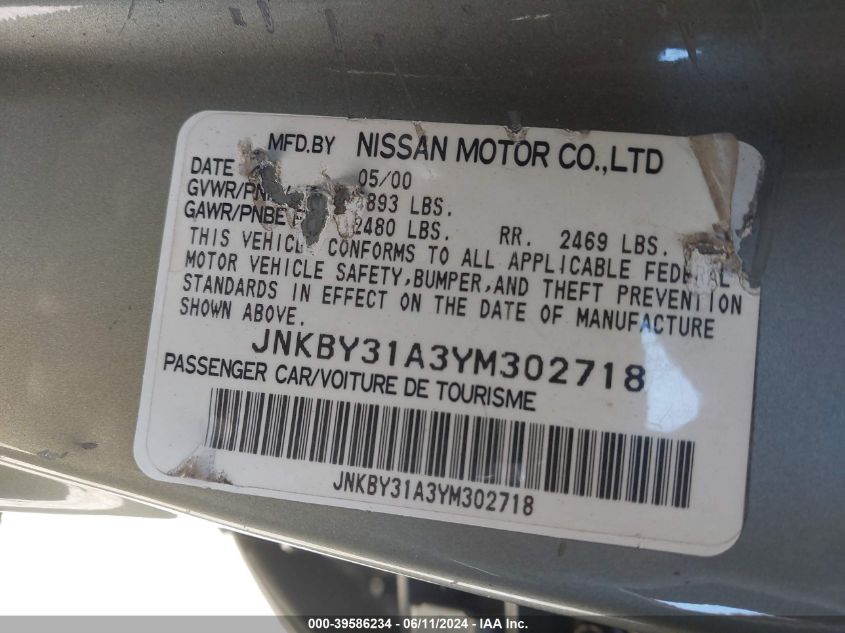 MFD.BY NISSAN MOTOR CO.,LTD
DATE 05/00
GVWR/PN 893 LBS.
GAWR/PNBE F 2480 LBS. RR. 2469 LBS.
THIS VEHICLE CONFORMS TO ALL APPLICABLE FEDERAL
MOTOR VEHICLE SAFETY,BUMPER,AND THEFT PREVENTION
STANDARDS IN EFFECT ON THE DATE OF MANUFACTURE
SHOWN ABOVE.
JNKBY31A3YM302718
PASSENGER CAR/VOITURE DE TOURISME
JNKBY31A3YM302718
000-39586234 - 06/11/2024 - IAA Inc.